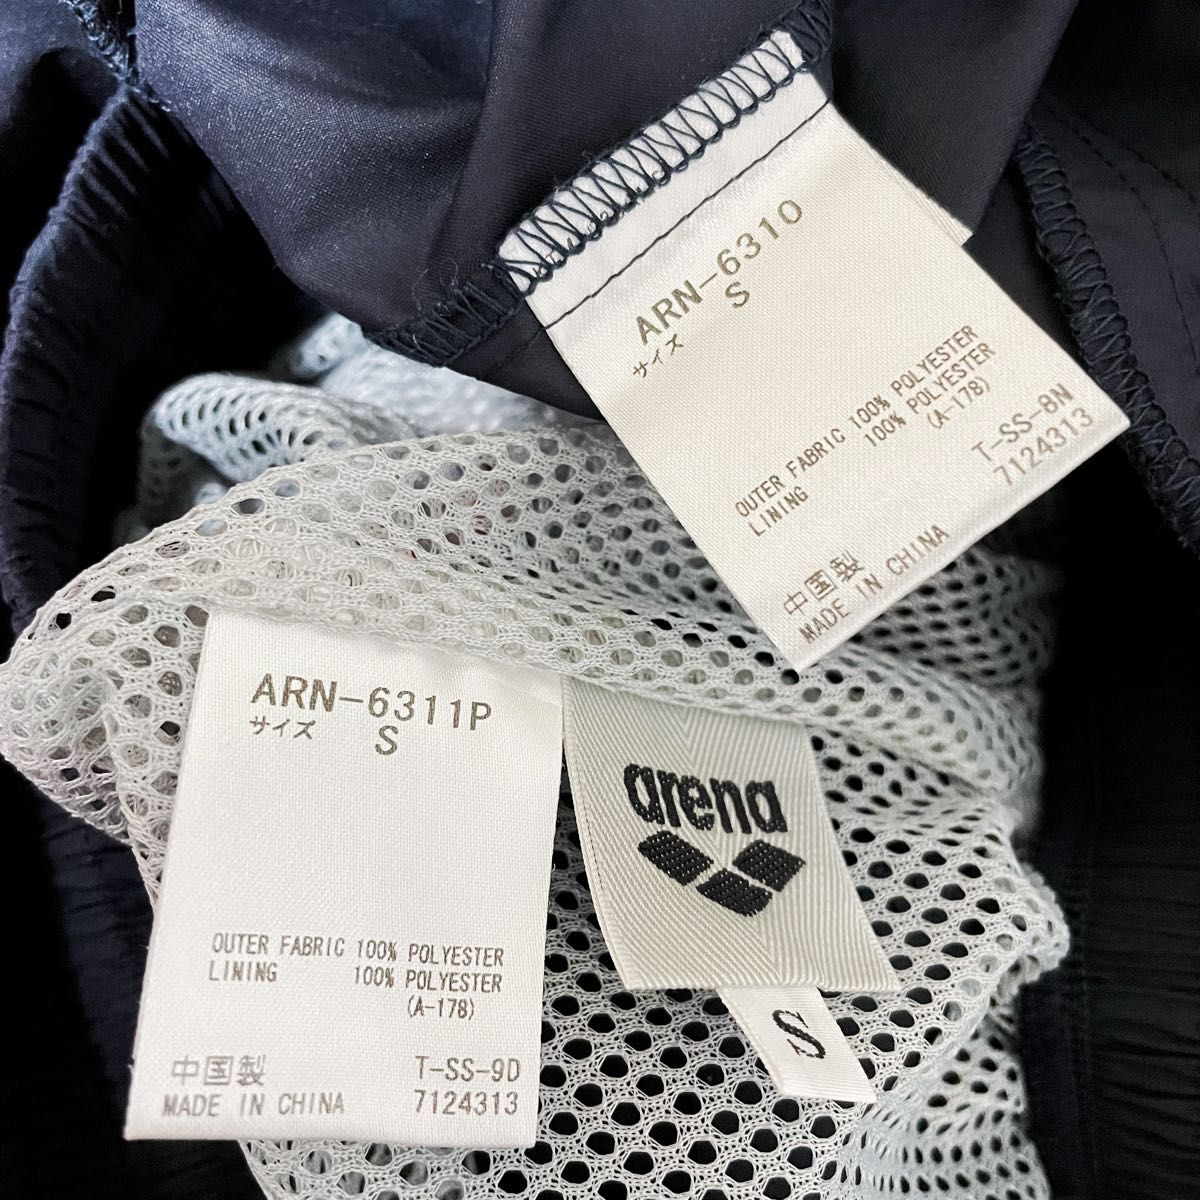 ARN-6310
サイズ S
OUTER FABRIC 100% POLYESTER
LINING 100% POLYESTER
(A-178)
T-SS-8N
7124313
中国製
MADE IN CHINA
ARN-6311P
サイズ S
OUTER FABRIC 100% POLYESTER
LINING 100% POLYESTER
(A-178)
中国製 T-SS-9D
MADE IN CHINA 7124313
arena
S